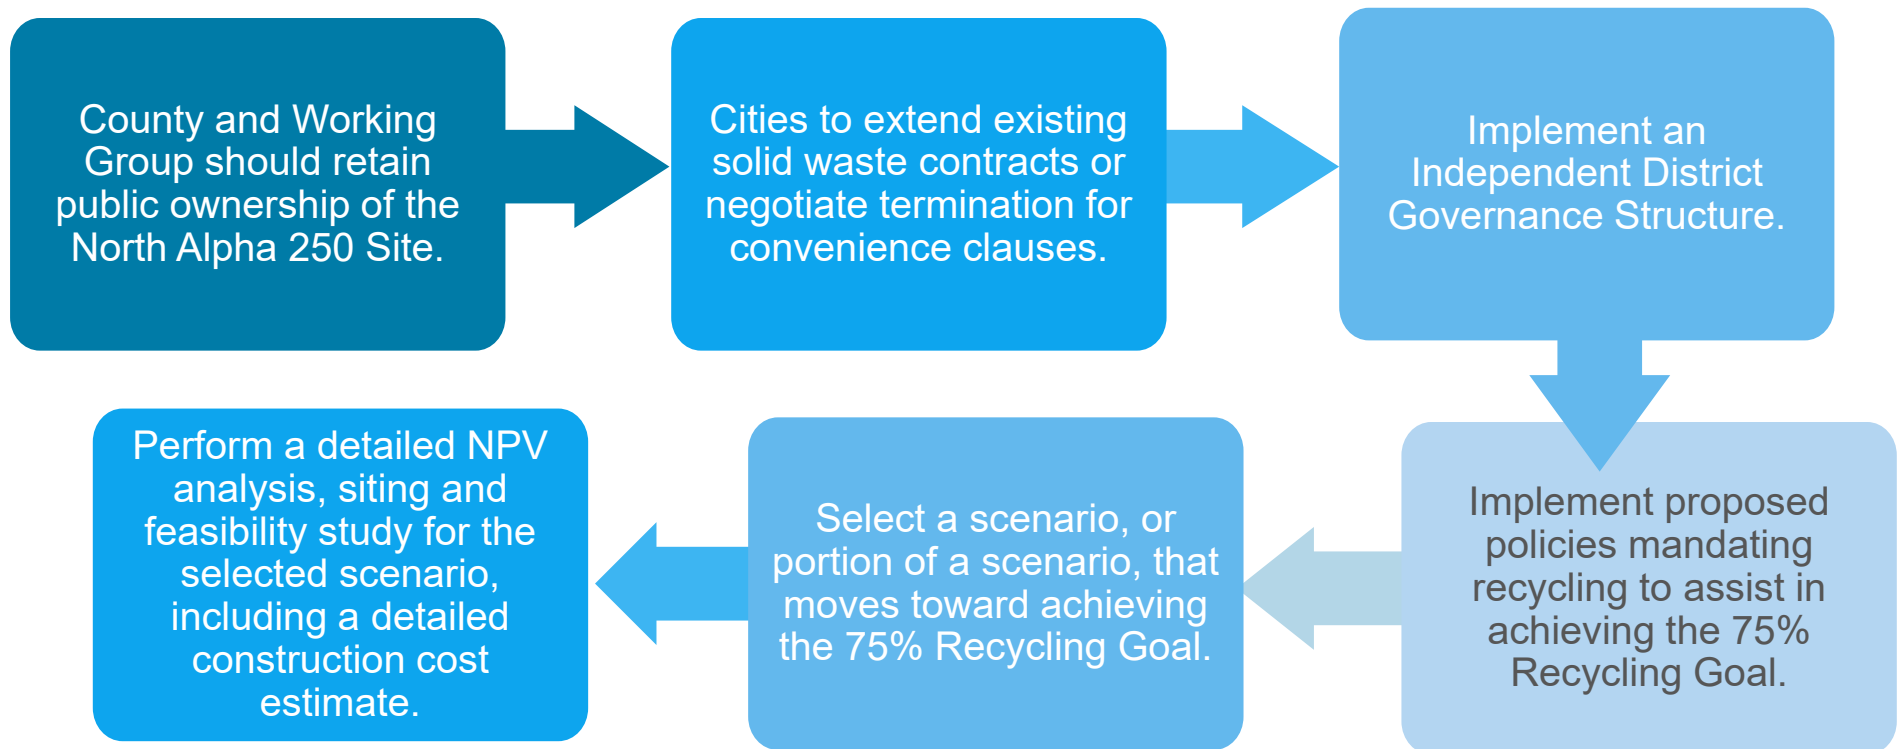 County and Working
Group should retain
public ownership of the
North Alpha 250 Site.
Cities to extend existing
solid waste contracts or
negotiate termination for
convenience clauses.
Implement an
Independent District
Governance Structure.
Implement proposed
policies mandating
recycling to assist in
achieving the 75%
Recycling Goal.
Select a scenario, or
portion of a scenario, that
moves toward achieving
the 75% Recycling Goal.
Perform a detailed NPV
analysis, siting and
feasibility study for the
selected scenario,
including a detailed
construction cost
estimate.